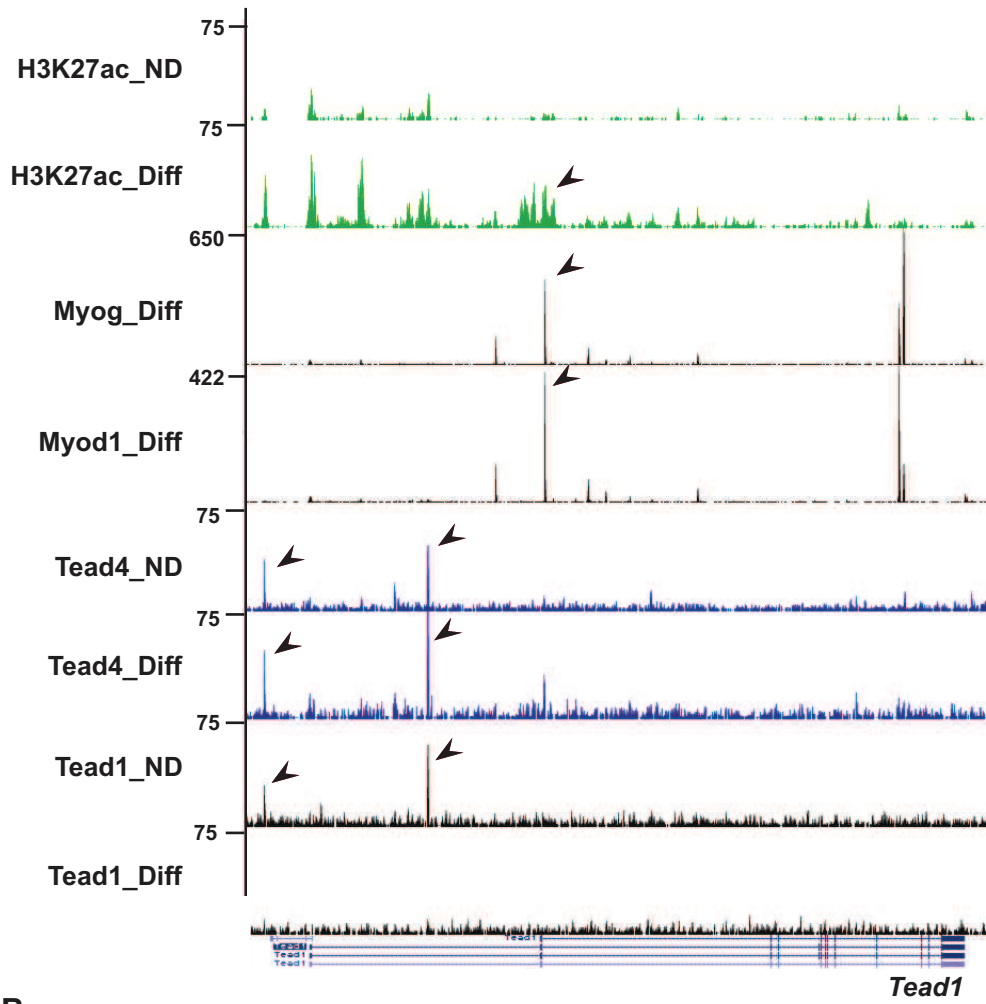 75
H3K27ac_ND
75
H3K27ac_Diff
650
Myog_Diff
422
Myod1_Diff
75
Tead4_ND
75
Tead4_Diff
75
Tead1_ND
75
Tead1_Diff
Tead1
Tead1
Tead1
Tead1